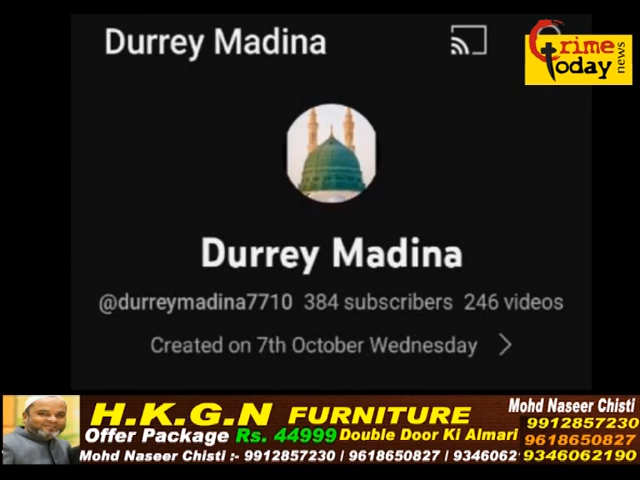 Durrey Madina
Crime
Today
news
Durrey Madina
@durreymadina7710 384 subscribers 246 videos
Created on 7th October Wednesday
H.K.G.N FURNITURE
Offer Package Rs. 44999 Double Door Ki Almari
Mohd Naseer Chisti :- 9912857230 | 9618650827 | 9346062
Mohd Naseer Chisti
9912857230
9618650827
9346062190